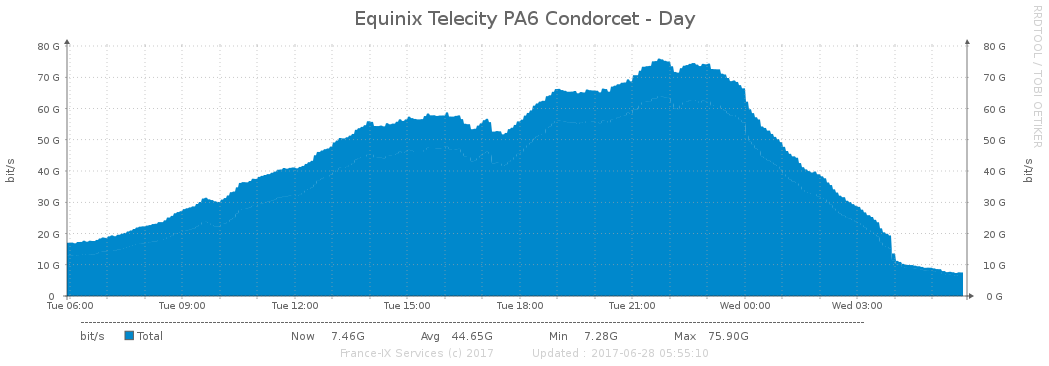 Equinix Telecity PA6 Condorcet - Day
RRDTOOL / TOBI OETIKER
80 G 80 G
70 G 70 G
60 G 60 G
50 G 50 G
40 G 40 G
30 G 30 G
20 G 20 G
10 G 10 G
0 0 G
bit/s
bit/s
Tue 06:00 Tue 09:00 Tue 12:00 Tue 15:00 Tue 18:00 Tue 21:00 Wed 00:00 Wed 03:00
bit/s Total Now 7.46G Avg 44.65G Min 7.28G Max 75.90G
France-IX Services (c) 2017 Updated : 2017-06-28 05:55:10